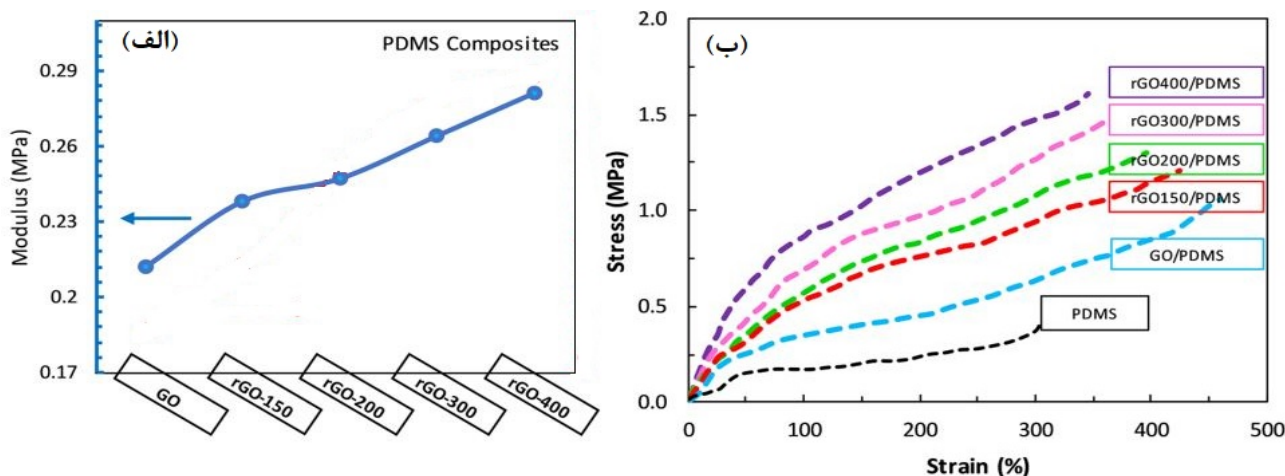 (الف)
PDMS Composites
Modulus (MPa)
0.29
0.26
0.23
0.2
0.17
GO
rGO-150
rGO-200
rGO-300
rGO-400
(ب)
Stress (MPa)
2.0
1.5
1.0
0.5
0.0
rGO400/PDMS
rGO300/PDMS
rGO200/PDMS
rGO150/PDMS
GO/PDMS
PDMS
0 100 200 300 400 500
Strain (%)